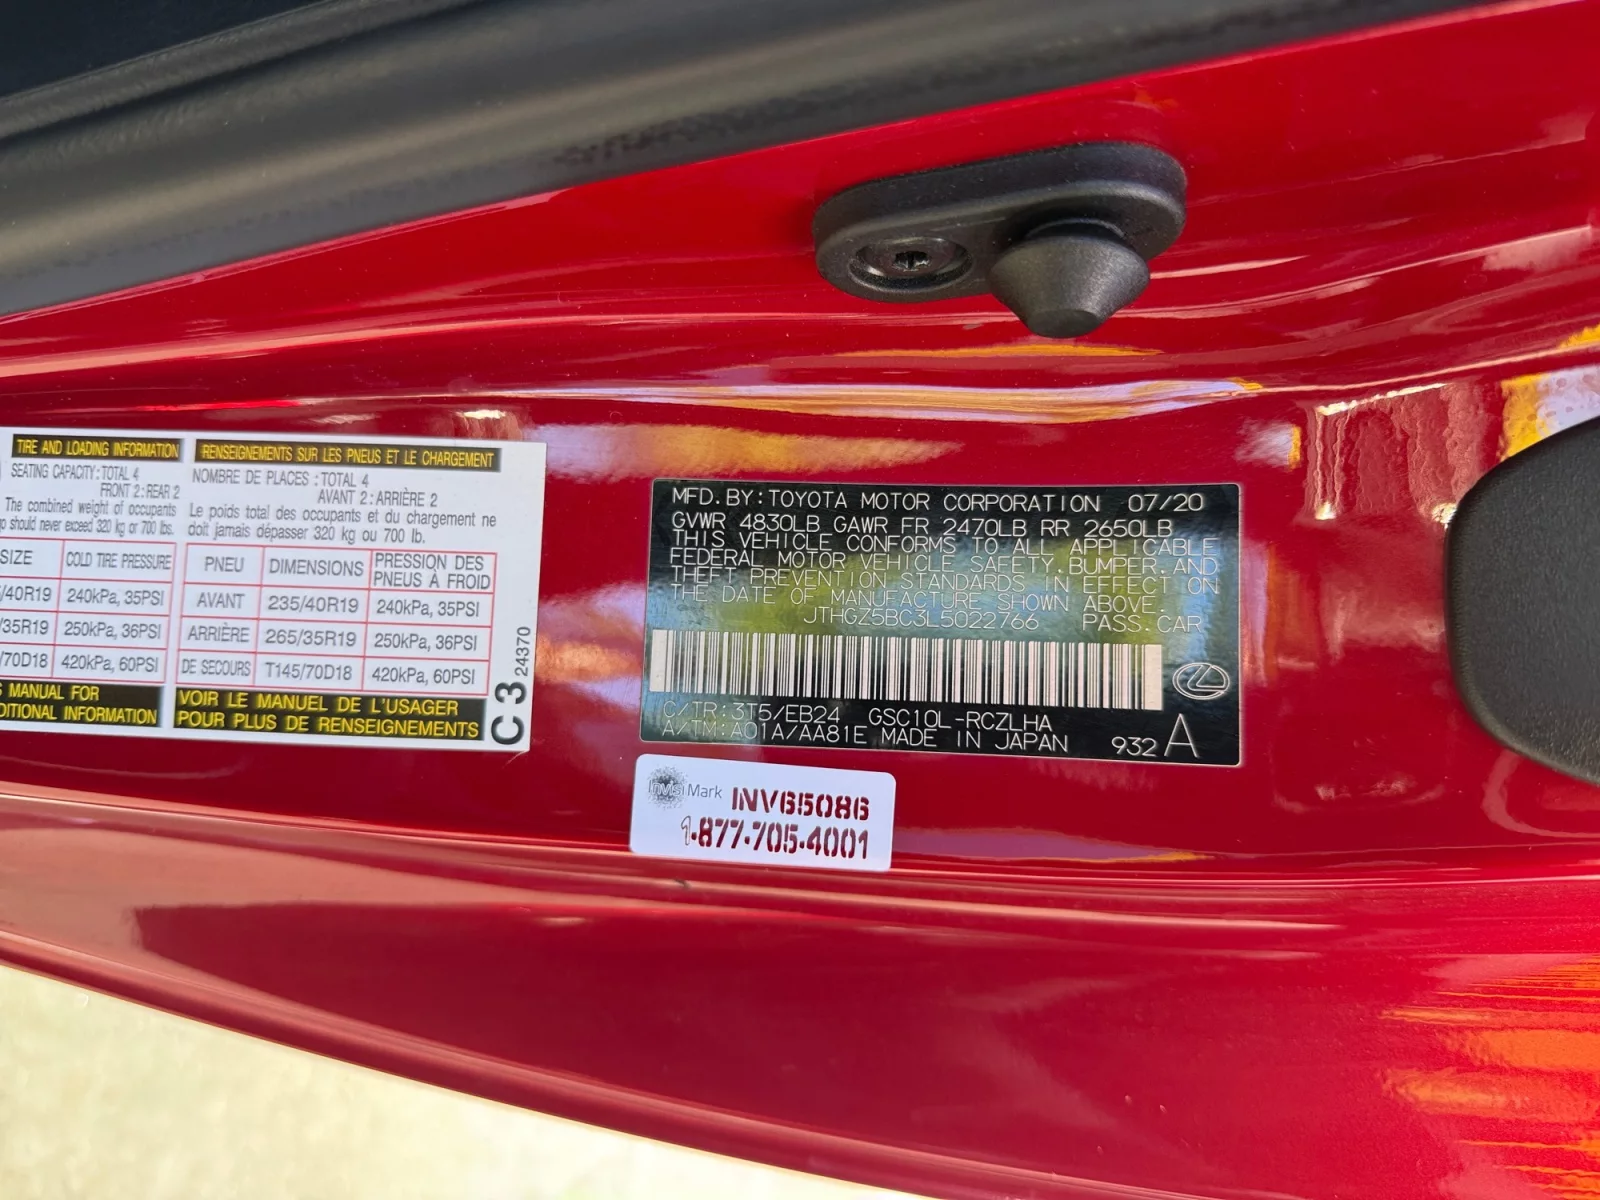 TIRE AND LOADING INFORMATION
SEATING CAPACITY: TOTAL 4
FRONT 2: REAR 2
The combined weight of occupants
should never exceed 320 kg or 700 lbs.
SIZE COLD TIRE PRESSURE
/40R19 240kPa, 35PSI
/35R19 250kPa, 36PSI
/70D18 420kPa, 60PSI
MANUAL FOR
INFORMATION
RENSEIGNEMENTS SUR LES PNEUS ET LE CHARGEMENT
NOMBRE DE PLACES : TOTAL 4
AVANT 2 : ARRIÈRE 2
Le poids total des occupants et du chargement ne
doit jamais dépasser 320 kg ou 700 lb.
PNEU DIMENSIONS PRESSION DES PNEUS À FROID
AVANT 235/40R19 240kPa, 35PSI
ARRIÈRE 265/35R19 250kPa, 36PSI
DE SECOURS T145/70D18 420kPa, 60PSI
VOIR LE MANUEL DE L'USAGER
POUR PLUS DE RENSEIGNEMENTS
C3 24370
MFD. BY: TOYOTA MOTOR CORPORATION 07/20
GVWR 4830LB GAWR FR 2470LB RR 2650LB
THIS VEHICLE CONFORMS TO ALL APPLICABLE
FEDERAL MOTOR VEHICLE SAFETY, BUMPER, AND
THEFT PREVENTION STANDARDS IN EFFECT ON
THE DATE OF MANUFACTURE SHOWN ABOVE.
JTHGZ5BC3L5022766 PASS. CAR
C/TR: 3T5/EB24 GSC10L-RCZLHA
A/TM: A01A/AA81E MADE IN JAPAN 932 A
InVisiMark INV65086
1-877-705-4001